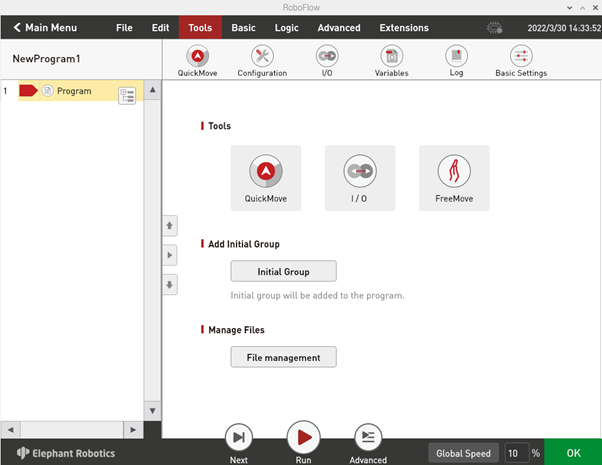 RoboFlow
Main Menu File Edit Tools Basic Logic Advanced Extensions 2022/3/30 14:33:52
NewProgram1
QuickMove Configuration I/O Variables Log Basic Settings
1 Program
Tools
QuickMove I / O FreeMove
Add Initial Group
Initial Group
Initial group will be added to the program.
Manage Files
File management
Elephant Robotics Next Run Advanced Global Speed 10 % OK